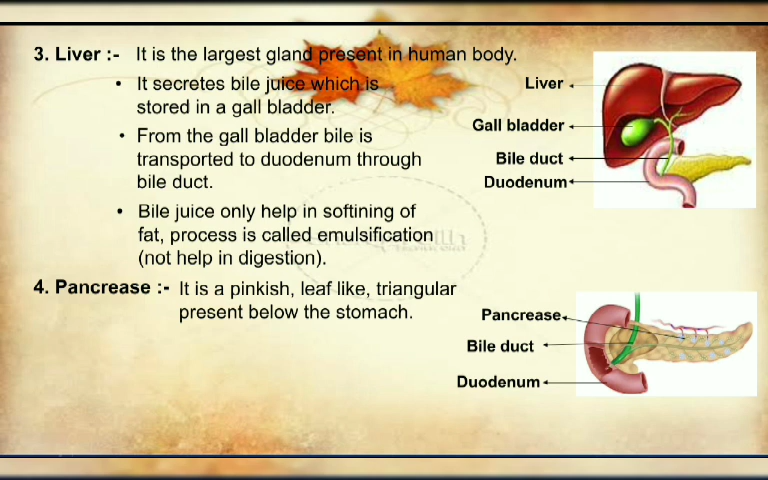 3. Liver :- It is the largest gland present in human body.
• It secretes bile juice which is
stored in a gall bladder.
• From the gall bladder bile is
transported to duodenum through
bile duct.
• Bile juice only help in softining of
fat, process is called emulsification
(not help in digestion).
Liver
Gall bladder
Bile duct
Duodenum
4. Pancrease :- It is a pinkish, leaf like, triangular
present below the stomach.
Pancrease
Bile duct
Duodenum